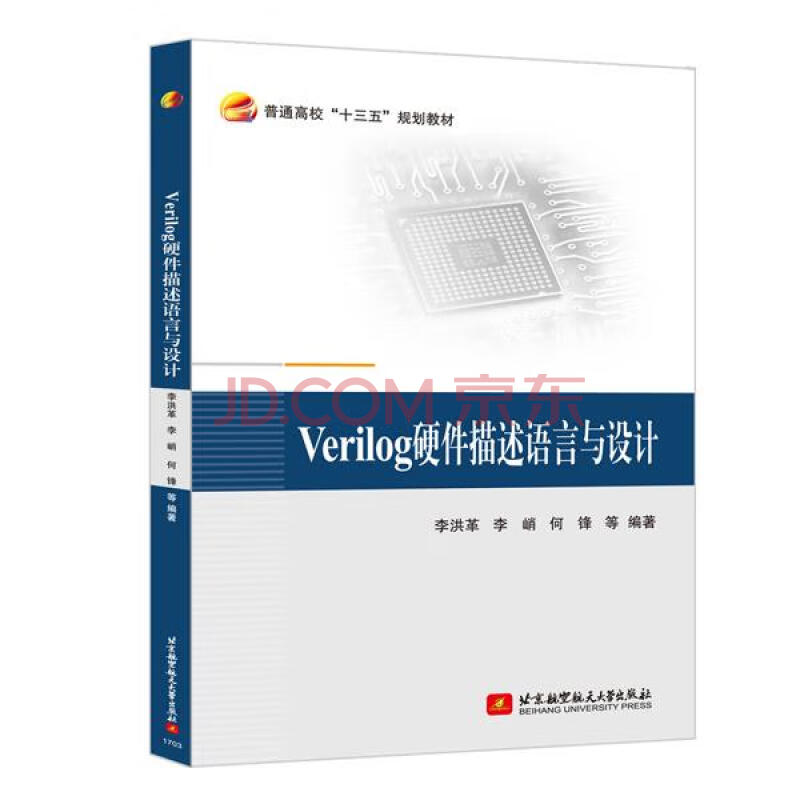 普通高校“十三五”规划教材
JD.COM 京东
Verilog硬件描述语言与设计
李洪革 李 峭 何 锋 等 编著
北京航空航天大学出版社
BEIHANG UNIVERSITY PRESS
Verilog硬件描述语言与设计
李洪革 李 峭 何 锋 等 编著
北京航空航天大学出版社
1703